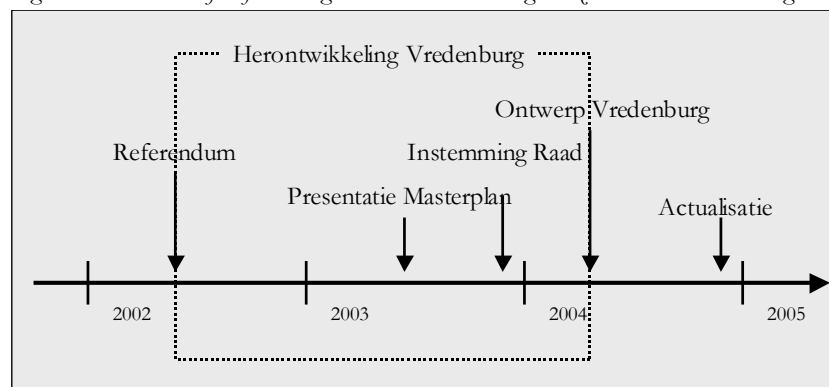 Herontwikkeling Vredenburg
Ontwerp Vredenburg
Referendum
Instemming Raad
Presentatie Masterplan
Actualisatie
2002
2003
2004
2005